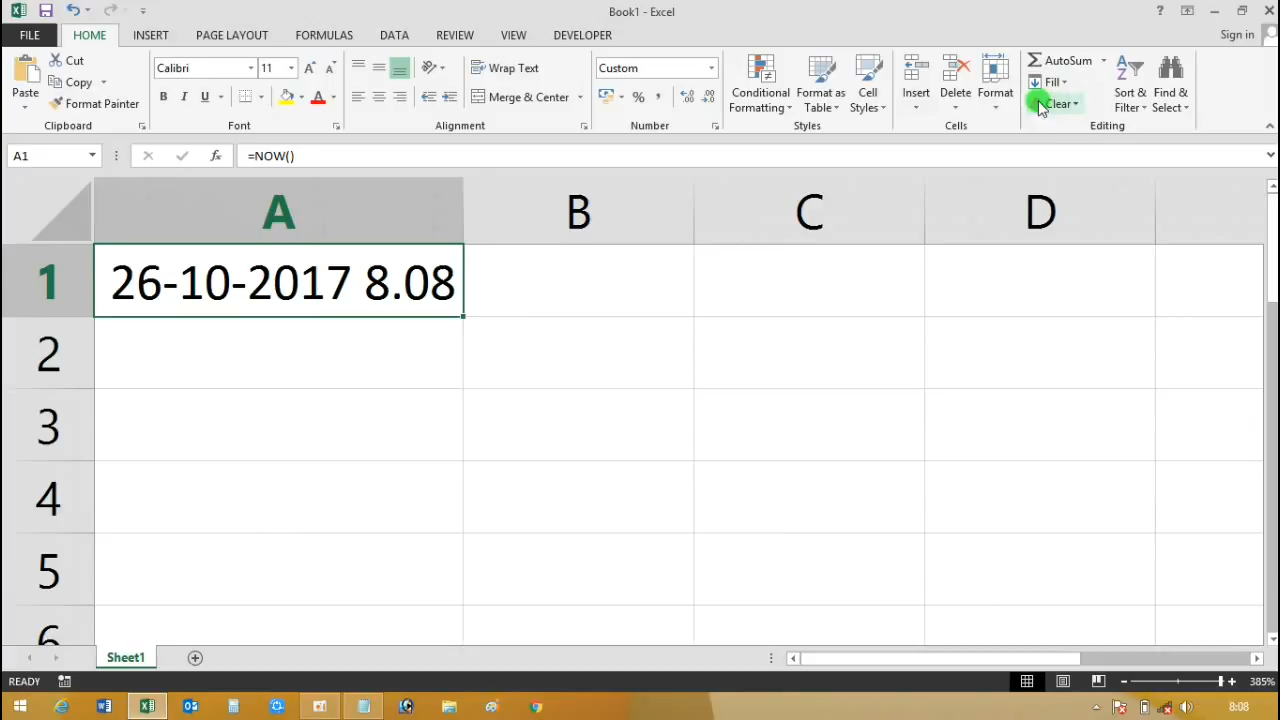 Book1 - Excel
FILE HOME INSERT PAGE LAYOUT FORMULAS DATA REVIEW VIEW DEVELOPER Sign in
Paste
Cut
Copy
Format Painter
Clipboard
Calibri 11
B I U
Font
Wrap Text
Merge & Center
Alignment
Custom
Number
Conditional Formatting
Format as Table
Cell Styles
Styles
Insert
Delete
Format
Cells
AutoSum
Fill
Clear
Sort & Filter
Find & Select
Editing
A1 =NOW()
A B C D
1 26-10-2017 8.08
2
3
4
5
6
Sheet1
READY 385%
8:08